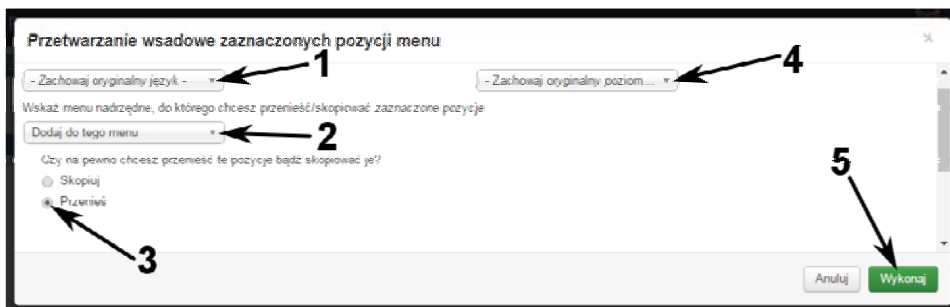 Przetwarzanie wsadowe zaznaczonych pozycji menu
- Zachowaj oryginalny język - 1 - Zachowaj oryginalny poziom.... 4
Wskaż menu nadrzędne, do którego chcesz przenieść/skopiować zaznaczone pozycje
Dodaj do tego menu 2
Czy na pewno chcesz przenieść te pozycje bądź skopiować je?
Skopiuj 5
Przenieś
3
Anuluj Wykonaj